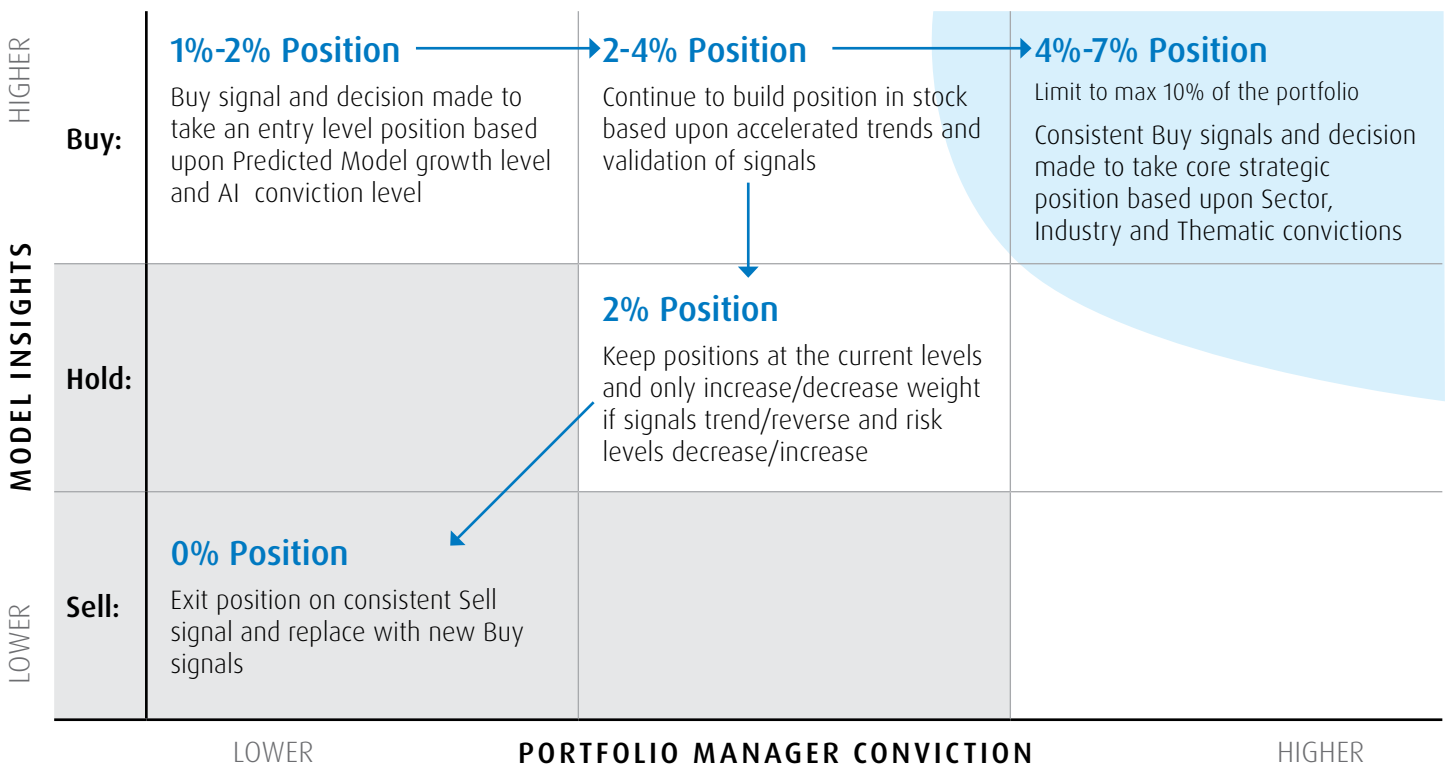 HIGHER
MODEL INSIGHTS
LOWER
Buy:
1%-2% Position
Buy signal and decision made to
take an entry level position based
upon Predicted Model growth level
and AI conviction level
2-4% Position
Continue to build position in stock
based upon accelerated trends and
validation of signals
4%-7% Position
Limit to max 10% of the portfolio
Consistent Buy signals and decision
made to take core strategic
position based upon Sector,
Industry and Thematic convictions
Hold:
2% Position
Keep positions at the current levels
and only increase/decrease weight
if signals trend/reverse and risk
levels decrease/increase
Sell:
0% Position
Exit position on consistent Sell
signal and replace with new Buy
signals
LOWER
PORTFOLIO MANAGER CONVICTION
HIGHER